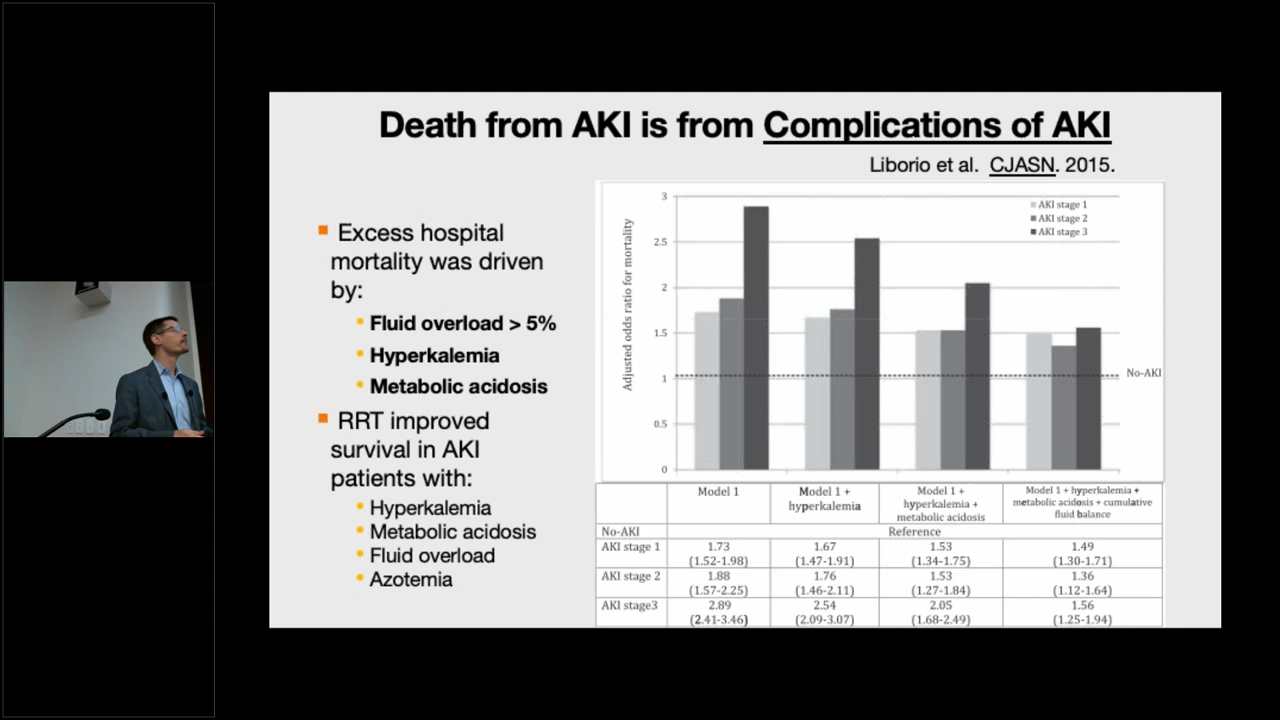 Death from AKI is from Complications of AKI
Liborio et al. CJASN. 2015.
Excess hospital
mortality was driven
by:
Fluid overload > 5%
Hyperkalemia
Metabolic acidosis
RRT improved
survival in AKI
patients with:
Hyperkalemia
Metabolic acidosis
Fluid overload
Azotemia
Adjusted odds ratio for mortality
3
2.5
2
1.5
1
0.5
0
AKI stage 1
AKI stage 2
AKI stage 3
No-AKI
Model 1
Model 1 +
hyperkalemia
Model 1 +
hyperkalemia +
metabolic acidosis
Model 1 + hyperkalemia +
metabolic acidosis + cumulative
fluid balance
No-AKI Reference
AKI stage 1 1.73 1.67 1.53 1.49
(1.52-1.98) (1.47-1.91) (1.34-1.75) (1.30-1.71)
AKI stage 2 1.88 1.76 1.53 1.36
(1.57-2.25) (1.46-2.11) (1.27-1.84) (1.12-1.64)
AKI stage3 2.89 2.54 2.05 1.56
(2.41-3.46) (2.09-3.07) (1.68-2.49) (1.25-1.94)